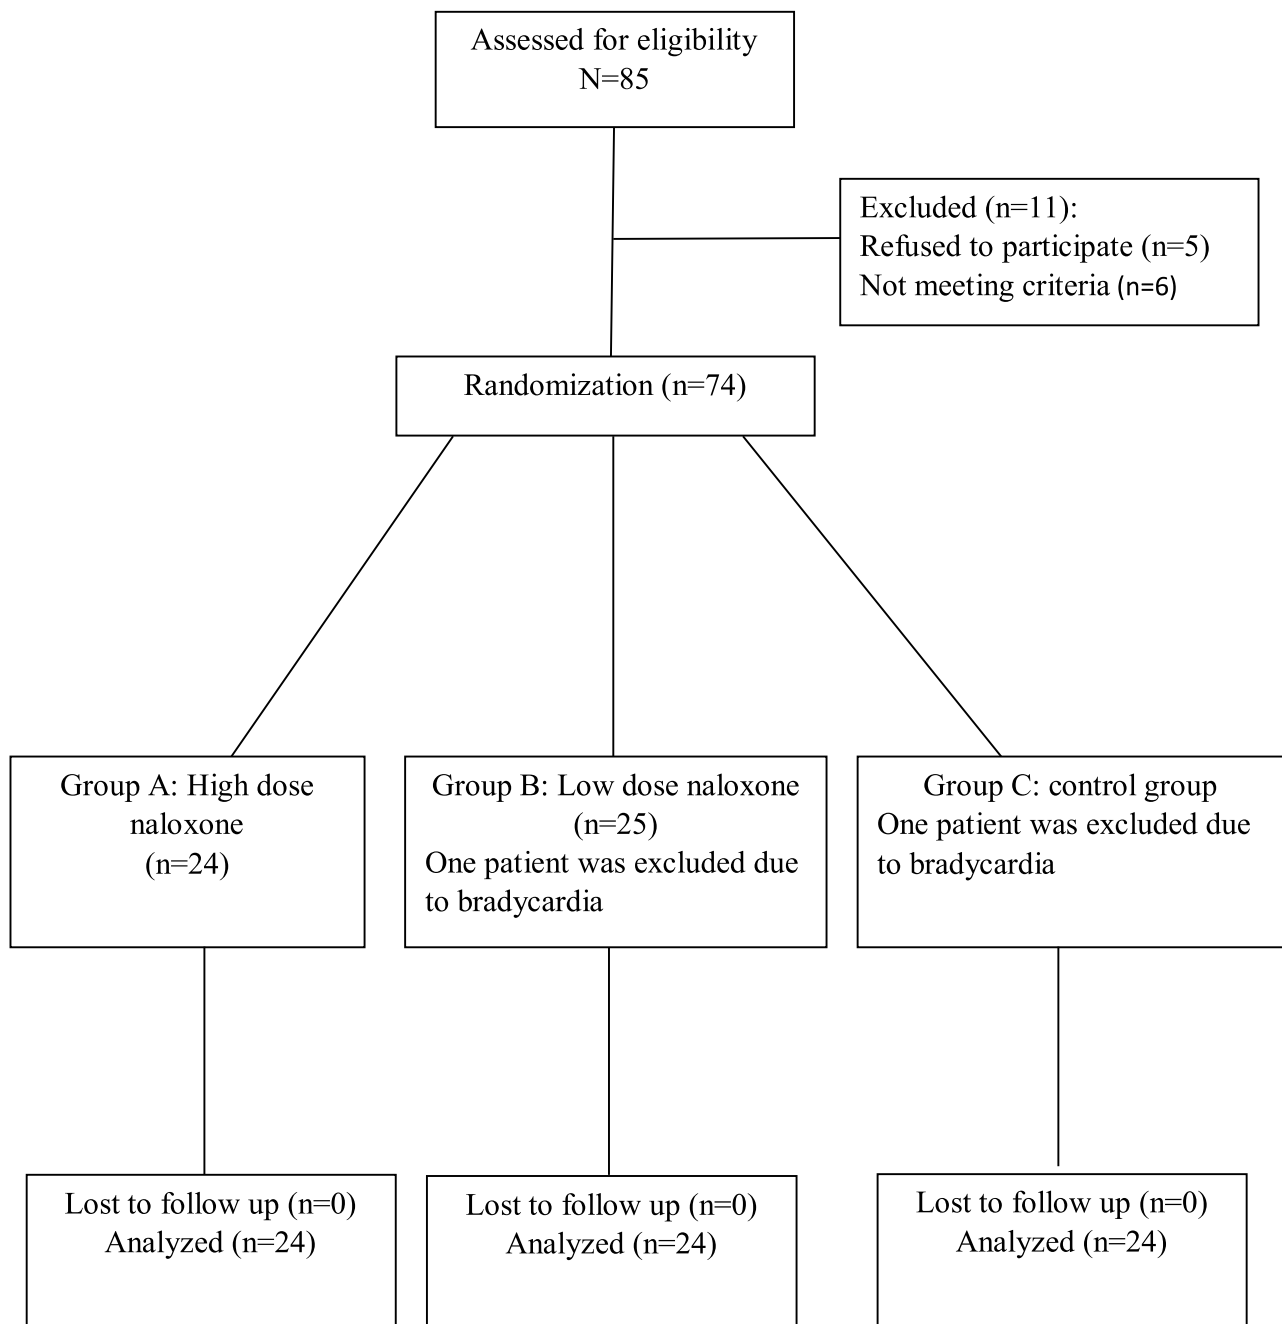 Assessed for eligibility
N=85
Excluded (n=11):
Refused to participate (n=5)
Not meeting criteria (n=6)
Randomization (n=74)
Group A: High dose
naloxone
(n=24)
Group B: Low dose naloxone
(n=25)
One patient was excluded due
to bradycardia
Group C: control group
One patient was excluded due
to bradycardia
Lost to follow up (n=0)
Analyzed (n=24)
Lost to follow up (n=0)
Analyzed (n=24)
Lost to follow up (n=0)
Analyzed (n=24)